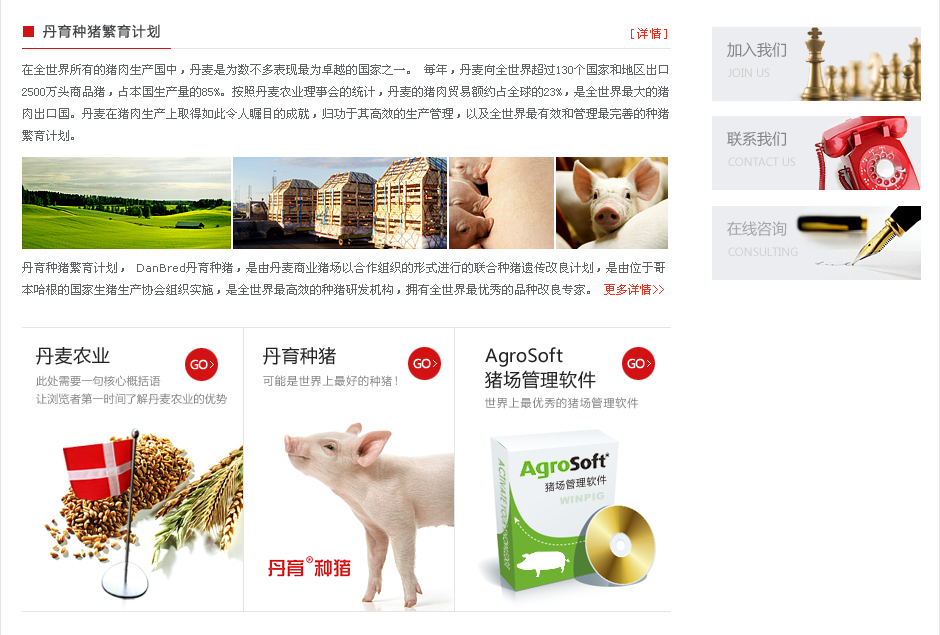 丹育种猪繁育计划
[详情]
在全世界所有的猪肉生产国中，丹麦是为数不多表现最为卓越的国家之一。 每年，丹麦向全世界超过130个国家和地区出口
2500万头商品猪，占本国生产量的85%。按照丹麦农业理事会的统计，丹麦的猪肉贸易额约占全球的23%，是全世界最大的猪
肉出口国。丹麦在猪肉生产上取得如此令人瞩目的成就，归功于其高效的生产管理，以及全世界最有效和管理最完善的种猪
繁育计划。
丹育种猪繁育计划， DanBred丹育种猪，是由丹麦商业猪场以合作组织的形式进行的联合种猪遗传改良计划，是由位于哥
本哈根的国家生猪生产协会组织实施，是全世界最高效的种猪研发机构，拥有全世界最优秀的品种改良专家。 更多详情>>
丹麦农业
GO>
此处需要一句核心概括语
让浏览者第一时间了解丹麦农业的优势
丹育种猪
GO>
可能是世界上最好的种猪！
丹育®种猪
AgroSoft
猪场管理软件
GO>
世界上最优秀的猪场管理软件
AgroSoft
猪场管理软件
WINPIG
加入我们
JOIN US
联系我们
CONTACT US
在线咨询
CONSULTING